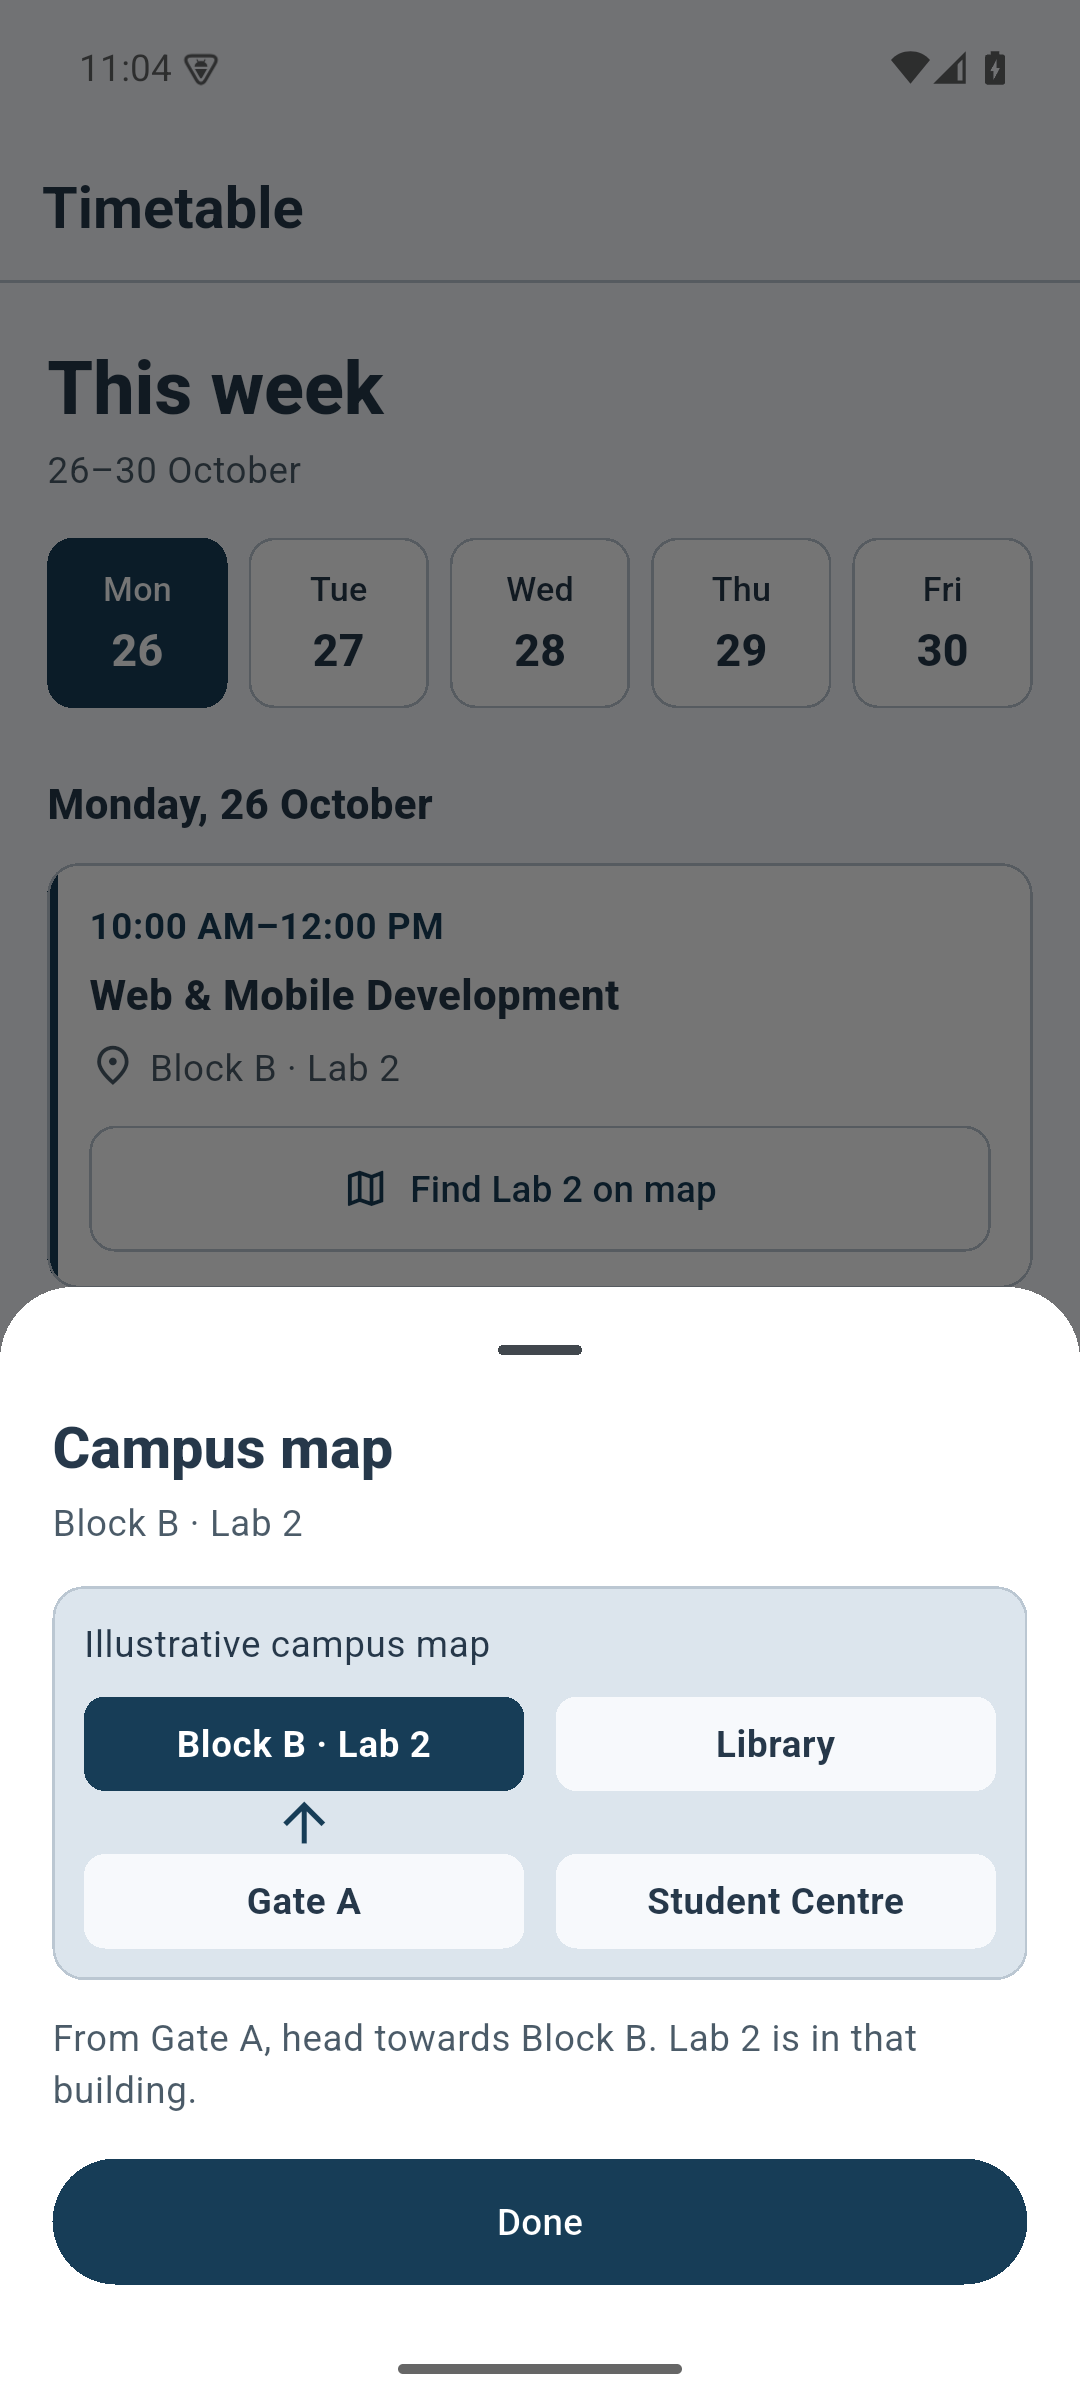 11:04
Timetable
This week
26–30 October
Mon Tue Wed Thu Fri
26 27 28 29 30
Monday, 26 October
10:00 AM–12:00 PM
Web & Mobile Development
Block B · Lab 2
Find Lab 2 on map
Campus map
Block B · Lab 2
Illustrative campus map
Block B · Lab 2 Library
Gate A Student Centre
From Gate A, head towards Block B. Lab 2 is in that
building.
Done